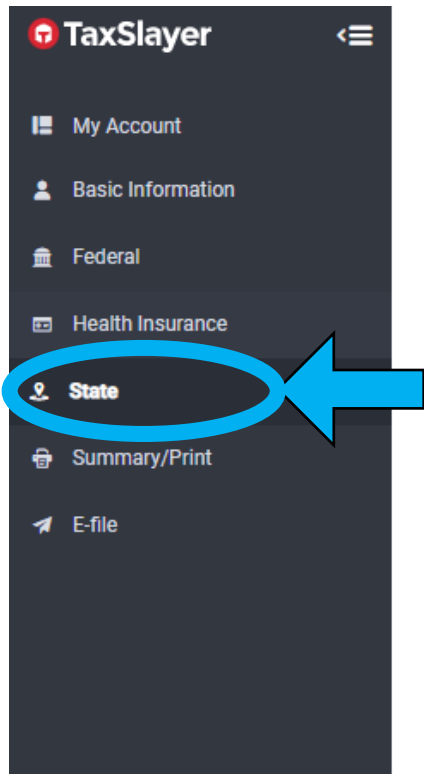 TaxSlayer
My Account
Basic Information
Federal
Health Insurance
State
Summary/Print
E-file